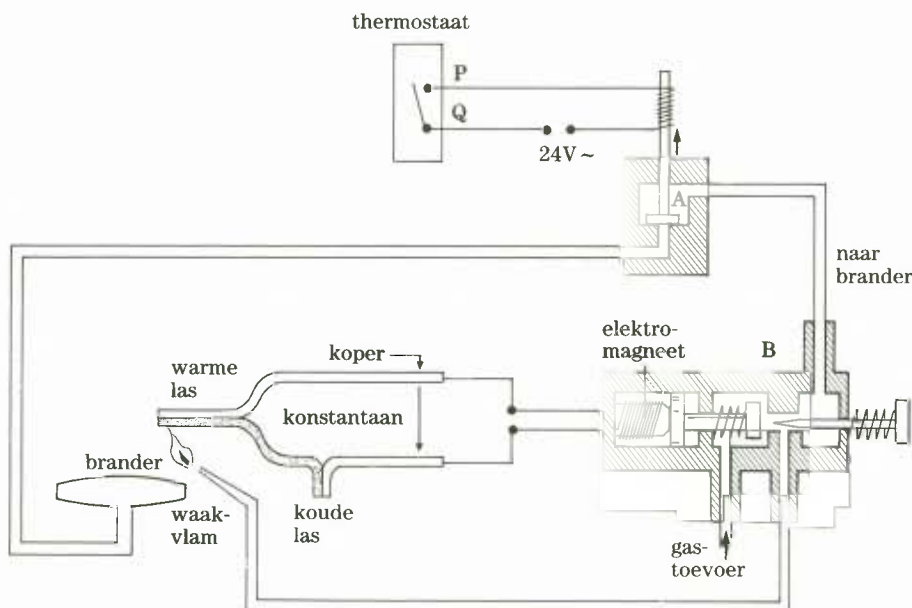 thermostaat
P
Q
24V ~
A
naar
brander
elektro-
magneet
B
koper
warme
las
konstantaan
brander
waak-
vlam
koude
las
gas-
toevoer